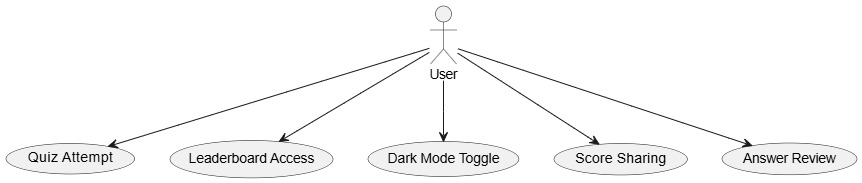 User
Quiz Attempt
Leaderboard Access
Dark Mode Toggle
Score Sharing
Answer Review